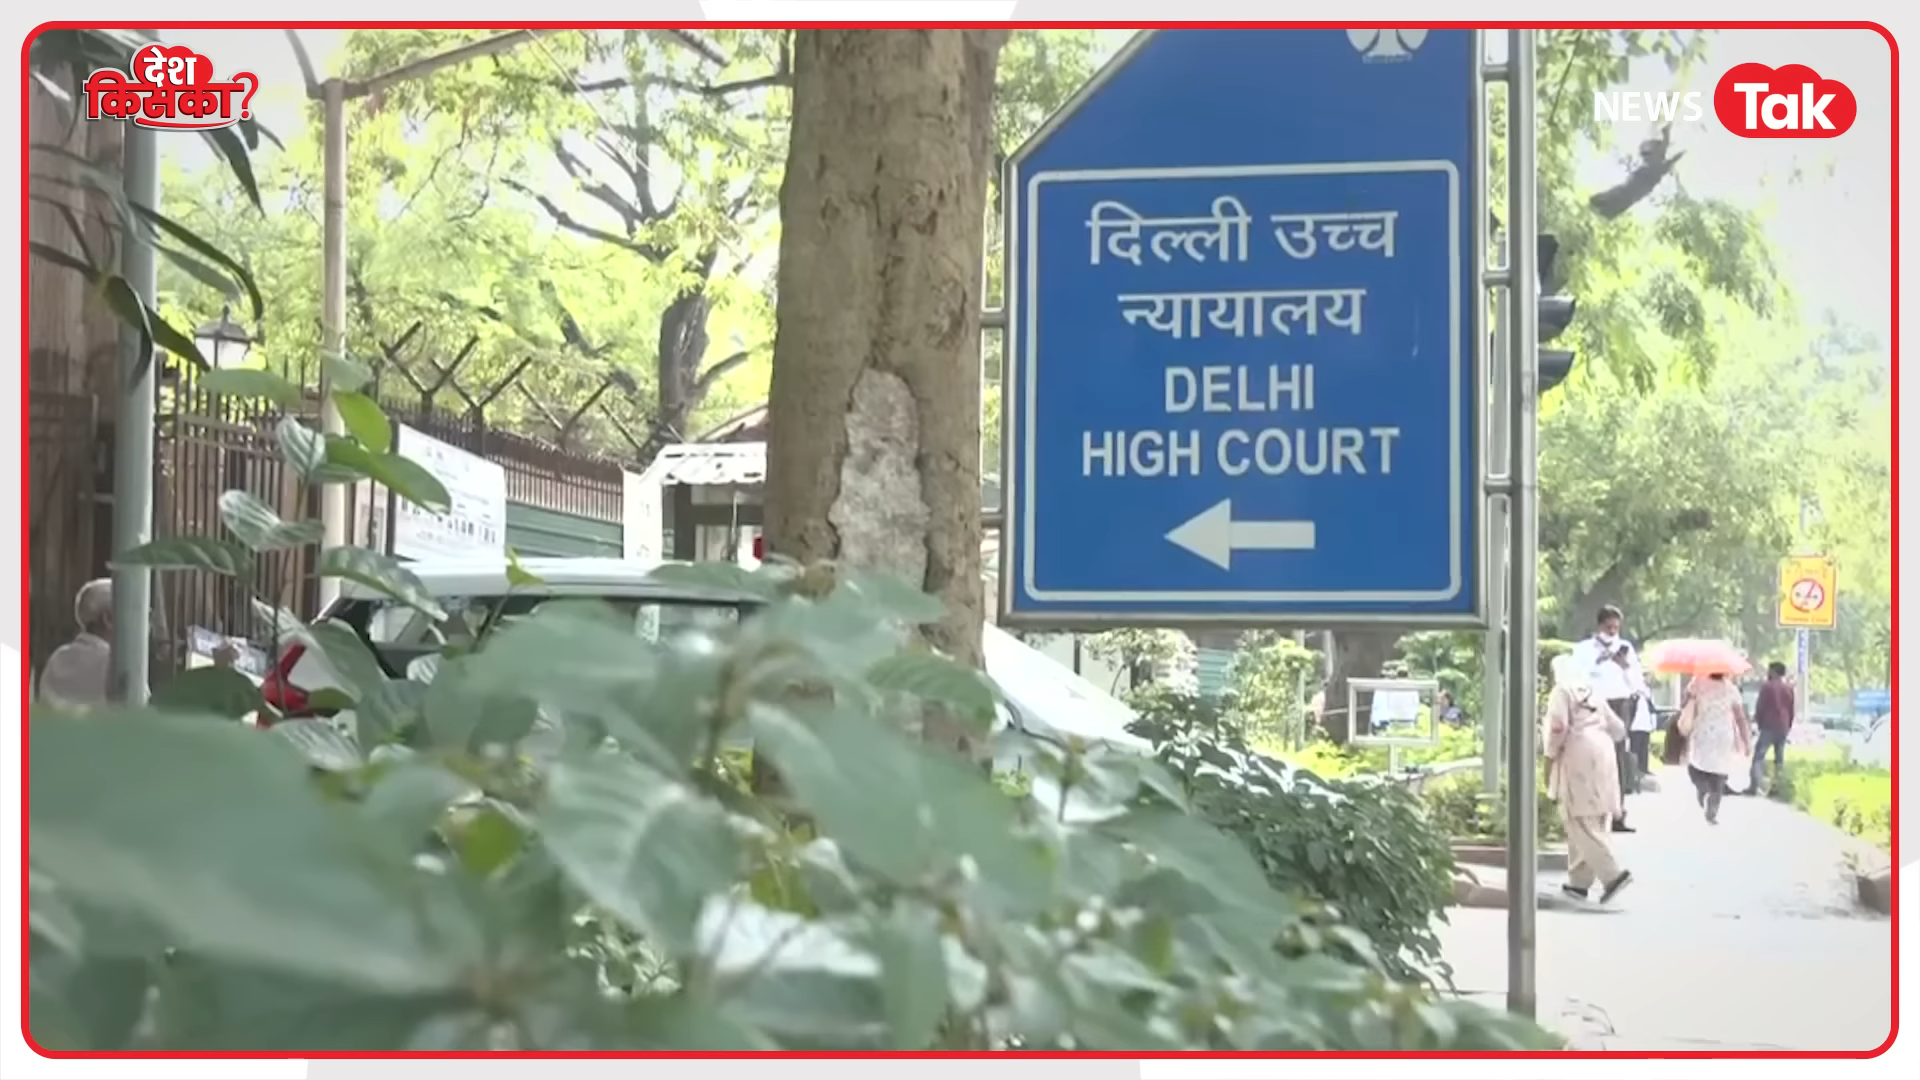 देश
किसका?
NEWS Tak
दिल्ली उच्च
न्यायालय
DELHI
HIGH COURT